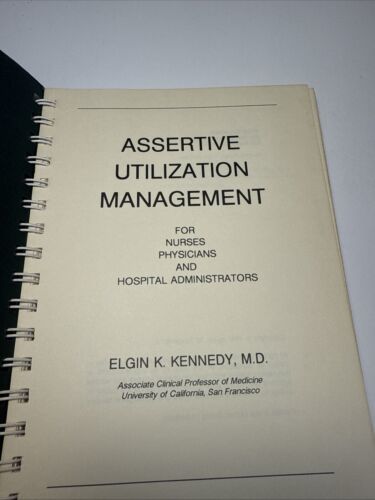 ASSERTIVE
UTILIZATION
MANAGEMENT
FOR
NURSES
PHYSICIANS
AND
HOSPITAL ADMINISTRATORS
ELGIN K. KENNEDY, M.D.
Associate Clinical Professor of Medicine
University of California, San Francisco